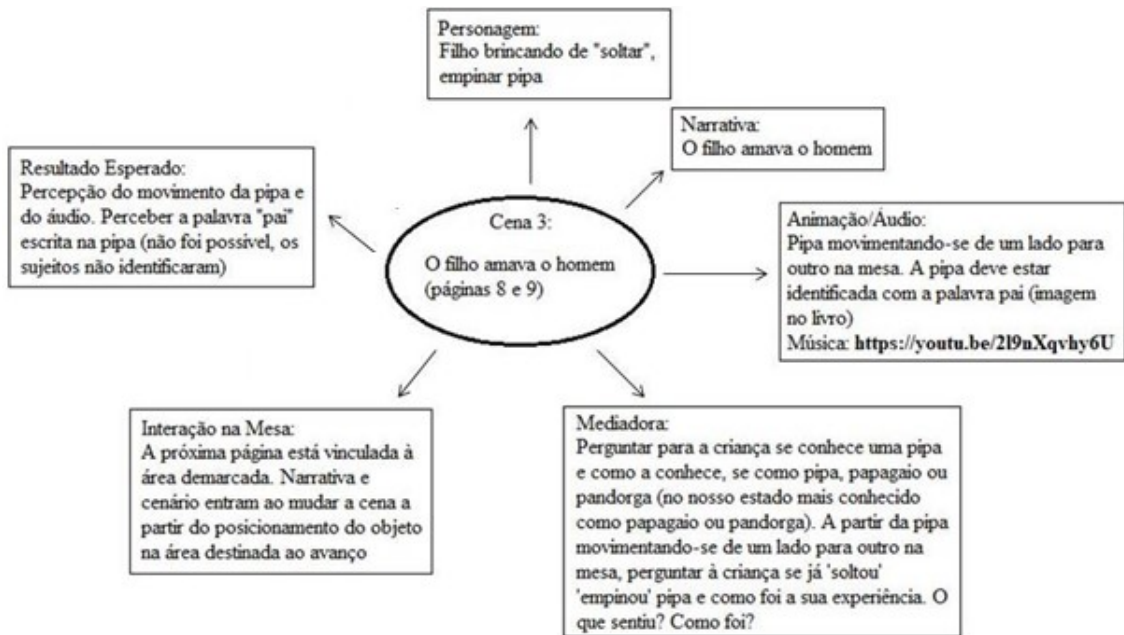 Personagem:
Filho brincando de "soltar",
empinar pipa
Narrativa:
O filho amava o homem
Resultado Esperado:
Percepção do movimento da pipa e
do áudio. Perceber a palavra "pai"
escrita na pipa (não foi possivel, os
sujeitos não identificaram)
Cena 3:
O filho amava o homem
(páginas 8 e 9)
Animação/Áudio:
Pipa movimentando-se de um lado para
outro na mesa. A pipa deve estar
identificada com a palavra pai (imagem
no livro)
Música: https://youtu.be/2l9nXqvhy6U
Interação na Mesa:
A próxima página está vinculada à
área demarcada. Narrativa e
cenário entram ao mudar a cena a
partir do posicionamento do objeto
na área destinada ao avanço
Mediadora:
Perguntar para a criança se conhece uma pipa
e como a conhece, se como pipa, papagaio ou
pandorga (no nosso estado mais conhecido
como papagaio ou pandorga). A partir da pipa
movimentando-se de um lado para outro na
mesa, perguntar à criança se já 'soltou'
'empinou' pipa e como foi a sua experiência. O
que sentiu? Como foi?